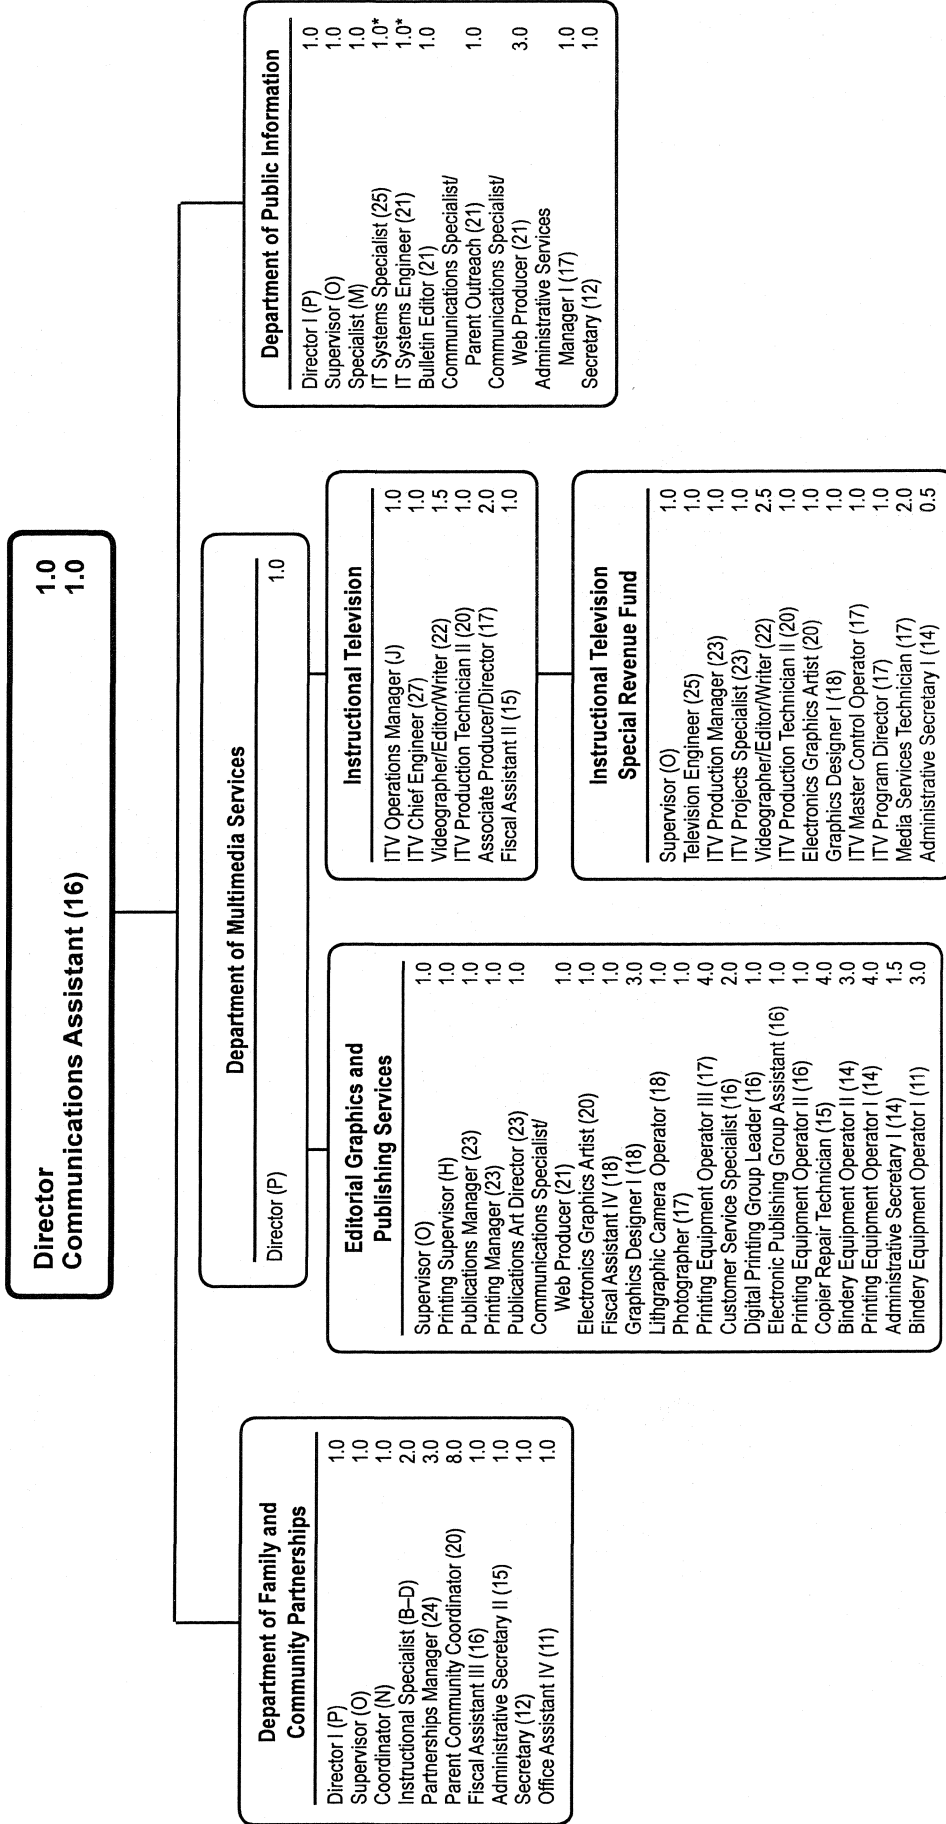 Director 1.0
Communications Assistant (16) 1.0
Department of Family and
Community Partnerships
Director I (P) 1.0
Supervisor (O) 1.0
Coordinator (N) 1.0
Instructional Specialist (B–D) 2.0
Partnerships Manager (24) 3.0
Parent Community Coordinator (20) 8.0
Fiscal Assistant III (16) 1.0
Administrative Secretary II (15) 1.0
Secretary (12) 1.0
Office Assistant IV (11) 1.0
Department of Multimedia Services
Director (P) 1.0
Editorial Graphics and
Publishing Services
Supervisor (O) 1.0
Printing Supervisor (H) 1.0
Publications Manager (23) 1.0
Printing Manager (23) 1.0
Publications Art Director (23) 1.0
Communications Specialist/
Web Producer (21) 1.0
Electronics Graphics Artist (20) 1.0
Fiscal Assistant IV (18) 1.0
Graphics Designer I (18) 3.0
Lithgraphic Camera Operator (18) 1.0
Photographer (17) 1.0
Printing Equipment Operator III (17) 4.0
Customer Service Specialist (16) 2.0
Digital Printing Group Leader (16) 1.0
Electronic Publishing Group Assistant (16) 1.0
Printing Equipment Operator II (16) 1.0
Copier Repair Technician (15) 4.0
Bindery Equipment Operator II (14) 3.0
Printing Equipment Operator I (14) 4.0
Administrative Secretary I (14) 1.5
Bindery Equipment Operator I (11) 3.0
Instructional Television
ITV Operations Manager (J) 1.0
ITV Chief Engineer (27) 1.0
Videographer/Editor/Writer (22) 1.5
ITV Production Technician II (20) 1.0
Associate Producer/Director (17) 2.0
Fiscal Assistant II (15) 1.0
Instructional Television
Special Revenue Fund
Supervisor (O) 1.0
Television Engineer (25) 1.0
ITV Production Manager (23) 1.0
ITV Projects Specialist (23) 1.0
Videographer/Editor/Writer (22) 2.5
ITV Production Technician II (20) 1.0
Electronics Graphics Artist (20) 1.0
Graphics Designer I (18) 1.0
ITV Master Control Operator (17) 1.0
ITV Program Director (17) 1.0
Media Services Technician (17) 2.0
Administrative Secretary I (14) 0.5
Department of Public Information
Director I (P) 1.0
Supervisor (O) 1.0
Specialist (M) 1.0
IT Systems Specialist (25) 1.0*
IT Systems Engineer (21) 1.0*
Bulletin Editor (21) 1.0
Communications Specialist/
Parent Outreach (21) 1.0
Communications Specialist/
Web Producer (21) 3.0
Administrative Services
Manager I (17) 1.0
Secretary (12) 1.0